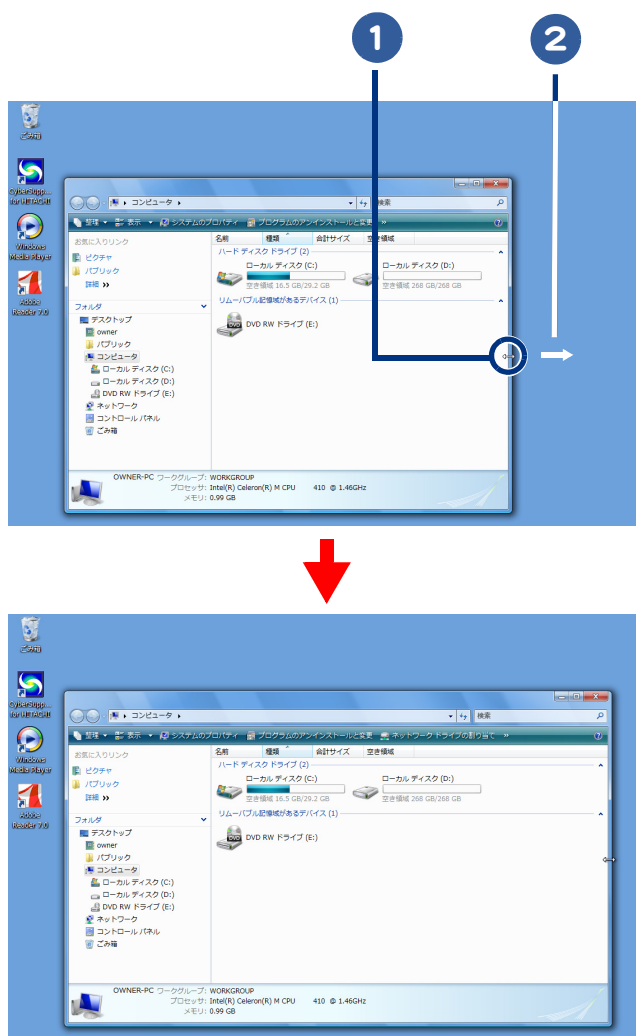 1 2
ごみ箱
CyberSupp...
for HITACHI
Windows
Media Player
Adobe
Reader 7.0
コンピュータ
検索
整理 表示 システムのプロパティ プログラムのアンインストールと変更 »
お気に入りリンク
ピクチャ
パブリック
詳細 »
フォルダ
デスクトップ
owner
パブリック
コンピュータ
ローカル ディスク (C:)
ローカル ディスク (D:)
DVD RW ドライブ (E:)
ネットワーク
コントロール パネル
ごみ箱
名前 種類 合計サイズ 空き領域
ハード ディスク ドライブ (2)
ローカル ディスク (C:) ローカル ディスク (D:)
空き領域 16.5 GB/29.2 GB 空き領域 268 GB/268 GB
リムーバブル記憶域があるデバイス (1)
DVD RW ドライブ (E:)
OWNER-PC ワークグループ: WORKGROUP
プロセッサ: Intel(R) Celeron(R) M CPU 410 @ 1.46GHz
メモリ: 0.99 GB
ごみ箱
CyberSupp...
for HITACHI
Windows
Media Player
Adobe
Reader 7.0
コンピュータ
検索
整理 表示 システムのプロパティ プログラムのアンインストールと変更 ネットワーク ドライブの割り当て »
お気に入りリンク
ピクチャ
パブリック
詳細 »
フォルダ
デスクトップ
owner
パブリック
コンピュータ
ローカル ディスク (C:)
ローカル ディスク (D:)
DVD RW ドライブ (E:)
ネットワーク
コントロール パネル
ごみ箱
名前 種類 合計サイズ 空き領域
ハード ディスク ドライブ (2)
ローカル ディスク (C:) ローカル ディスク (D:)
空き領域 16.5 GB/29.2 GB 空き領域 268 GB/268 GB
リムーバブル記憶域があるデバイス (1)
DVD RW ドライブ (E:)
OWNER-PC ワークグループ: WORKGROUP
プロセッサ: Intel(R) Celeron(R) M CPU 410 @ 1.46GHz
メモリ: 0.99 GB